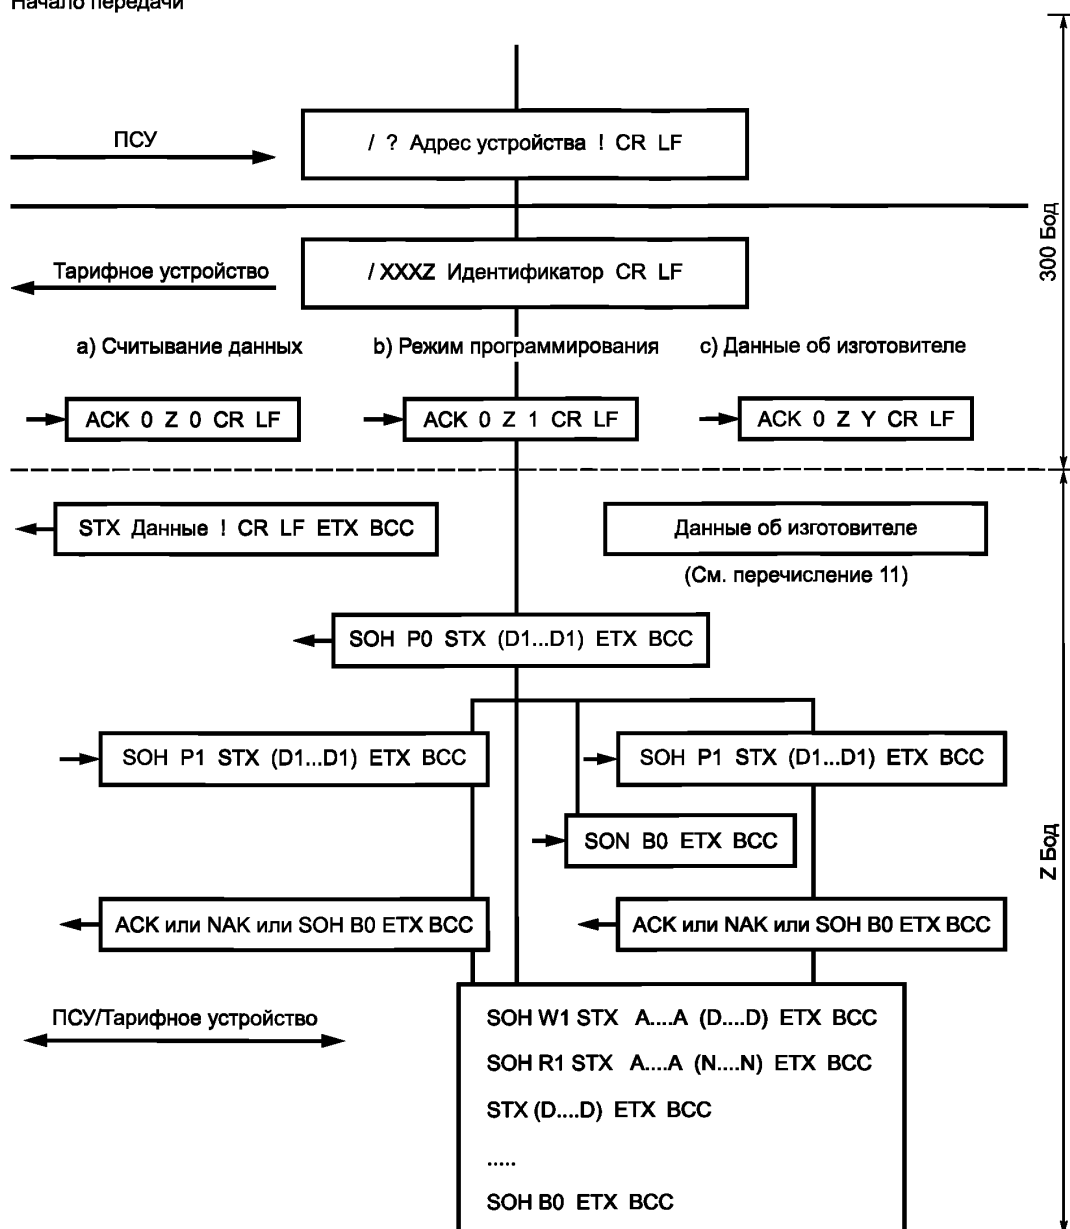 Начало передачи
ПСУ
/ ? Адрес устройства ! CR LF
300 Бод
Тарифное устройство
/ XXXZ Идентификатор CR LF
a) Считывание данных
b) Режим программирования
c) Данные об изготовителе
ACK 0 Z 0 CR LF
ACK 0 Z 1 CR LF
ACK 0 Z Y CR LF
STX Данные ! CR LF ETX BCC
Данные об изготовителе
(См. перечисление 11)
SOH P0 STX (D1...D1) ETX BCC
SOH P1 STX (D1...D1) ETX BCC
SOH P1 STX (D1...D1) ETX BCC
SON B0 ETX BCC
Z Бод
ACK или NAK или SOH B0 ETX BCC
ACK или NAK или SOH B0 ETX BCC
ПСУ/Тарифное устройство
SOH W1 STX A....A (D....D) ETX BCC
SOH R1 STX A....A (N....N) ETX BCC
STX (D....D) ETX BCC
.....
SOH B0 ETX BCC